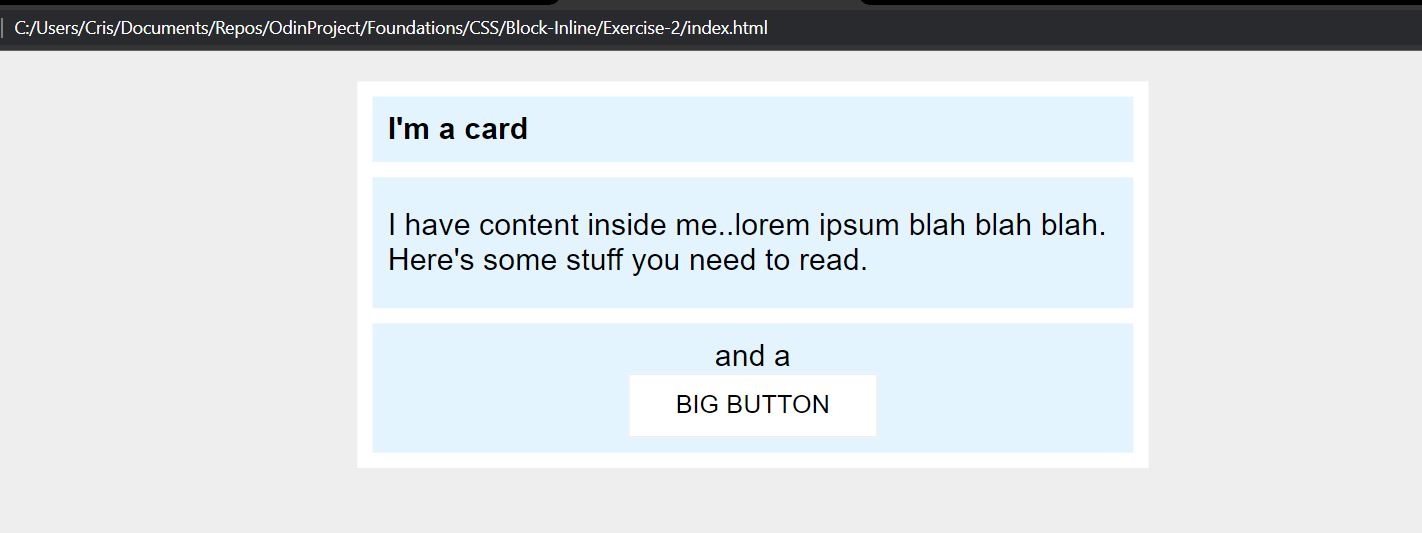 C:/Users/Cris/Documents/Repos/OdinProject/Foundations/CSS/Block-Inline/Exercise-2/index.html
I'm a card
I have content inside me..lorem ipsum blah blah blah.
Here's some stuff you need to read.
and a
BIG BUTTON